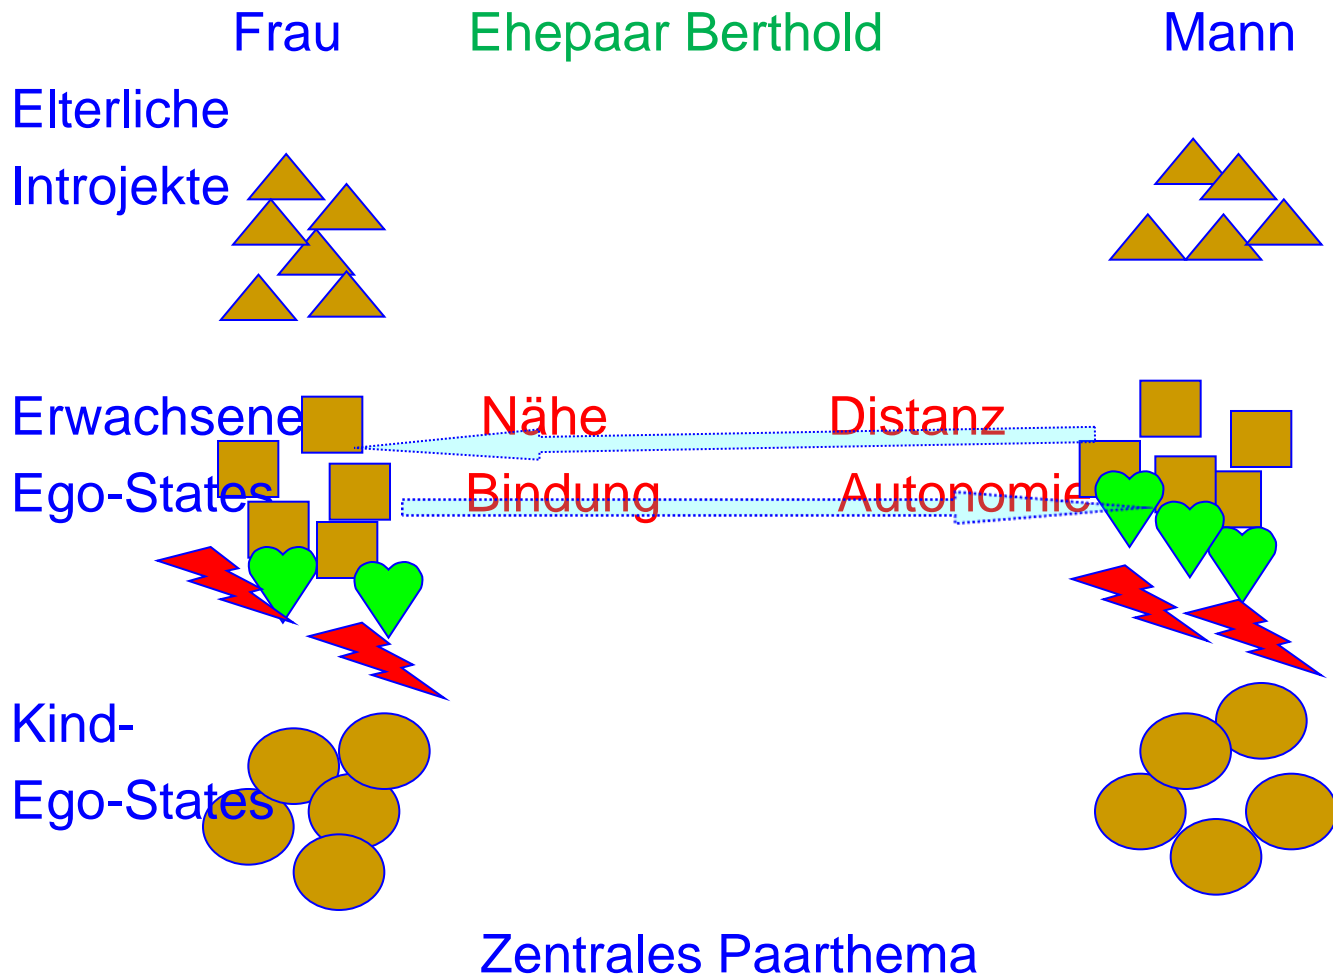 Frau Ehepaar Berthold Mann
Elterliche
Introjekte
Erwachsene Nähe Distanz
Ego-States Bindung Autonomie
Kind-
Ego-States
Zentrales Paarthema